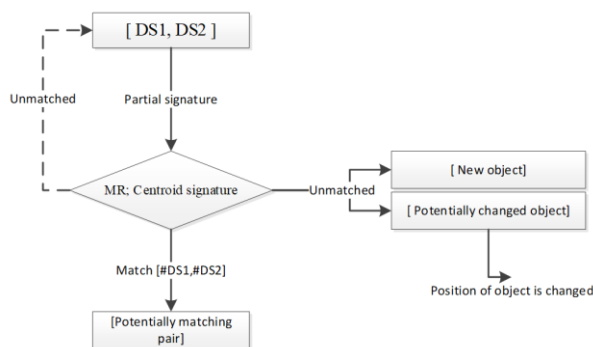 [ DS1, DS2 ]
Unmatched
Partial signature
MR; Centroid signature
Unmatched
[ New object]
[ Potentially changed object]
Match [#DS1,#DS2]
Position of object is changed
[Potentially matching
pair]